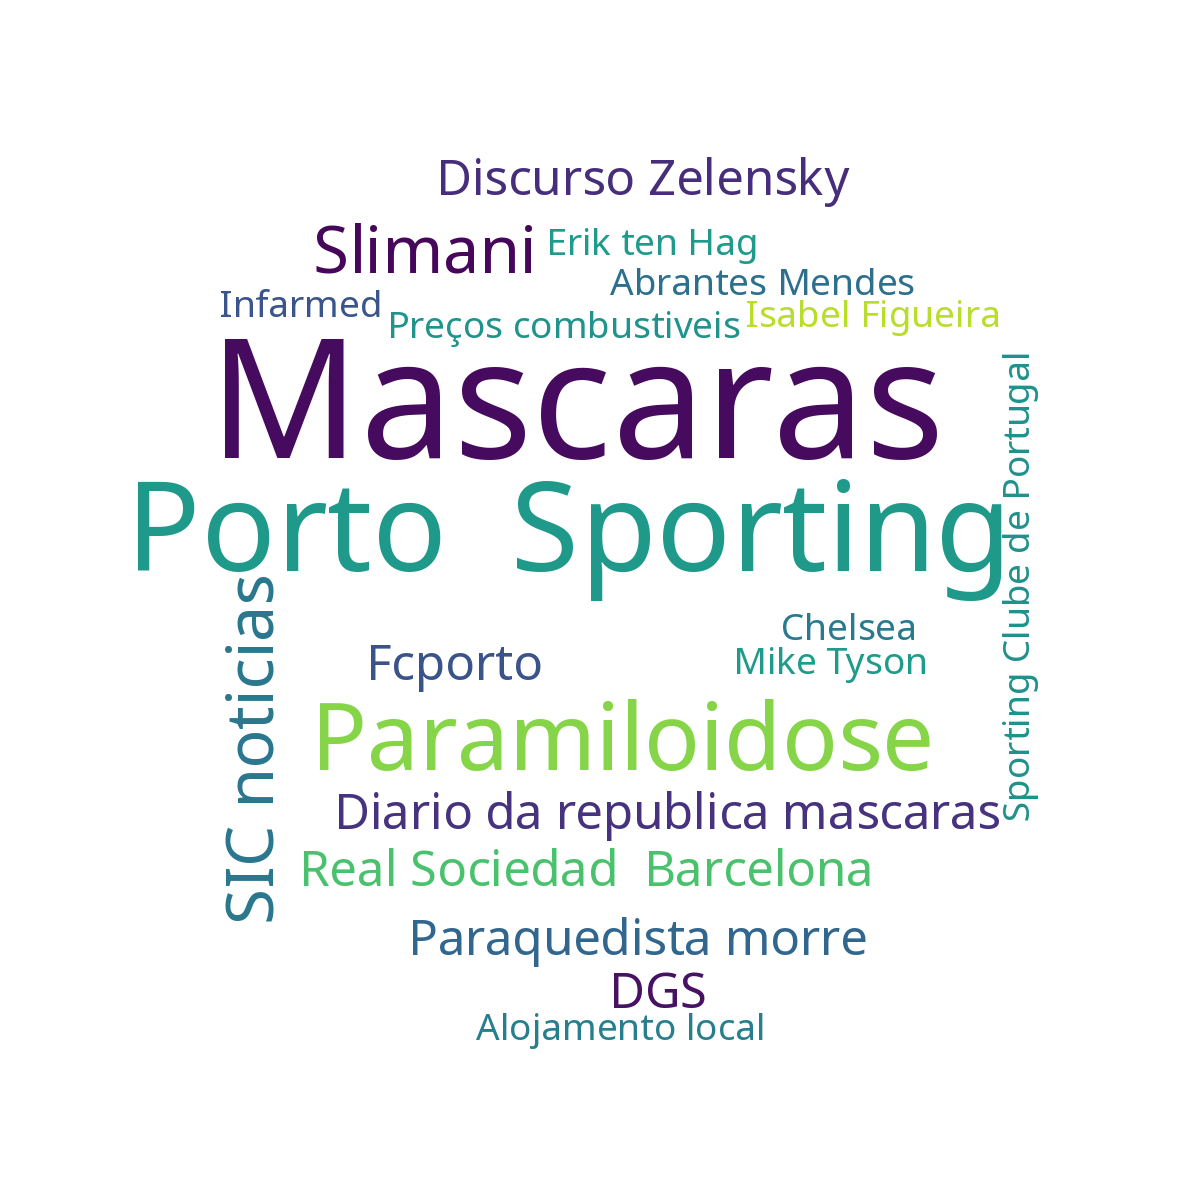 Discurso Zelensky
Slimani
Erik ten Hag
Abrantes Mendes
Infarmed
Isabel Figueira
Preços combustiveis
Mascaras
Porto  Sporting
Sporting Clube de Portugal
SIC noticias
Chelsea
Fcporto
Mike Tyson
Paramiloidose
Diario da republica mascaras
Real Sociedad  Barcelona
Paraquedista morre
DGS
Alojamento local